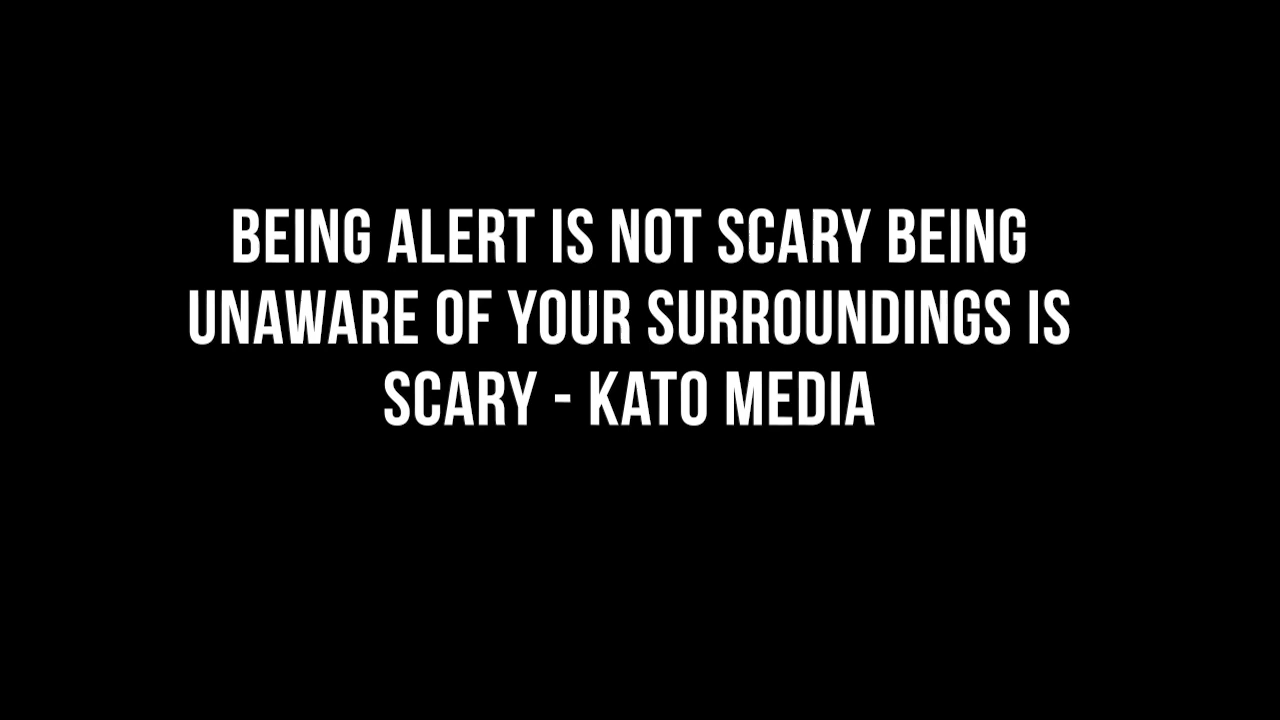 BEING ALERT IS NOT SCARY BEING
UNAWARE OF YOUR SURROUNDINGS IS
SCARY - KATO MEDIA